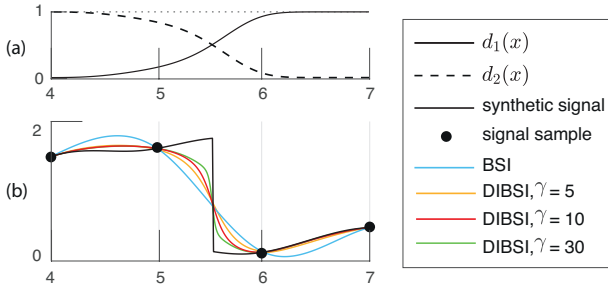 1
(a)
0
4 5 6 7
2
(b)
0
4 5 6 7
d₁(x)
d₂(x)
synthetic signal
signal sample
BSI
DIBSI,γ = 5
DIBSI,γ = 10
DIBSI,γ = 30